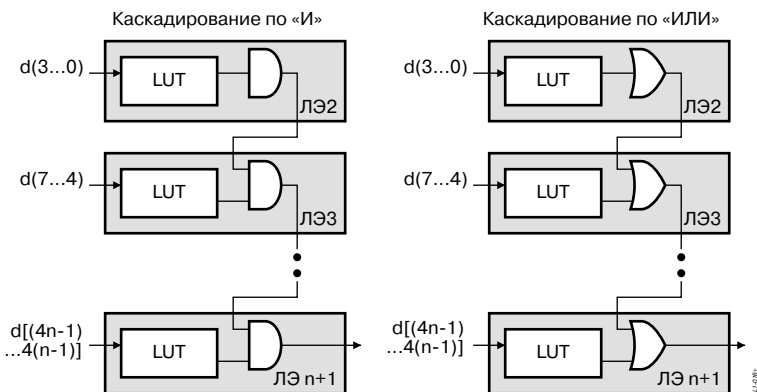 Каскадирование по «И»
d(3...0)
LUT
ЛЭ2
d(7...4)
LUT
ЛЭ3
d[(4n-1)
...4(n-1)]
LUT
ЛЭ n+1
Каскадирование по «ИЛИ»
d(3...0)
LUT
ЛЭ2
d(7...4)
LUT
ЛЭ3
d[(4n-1)
...4(n-1)]
LUT
ЛЭ n+1